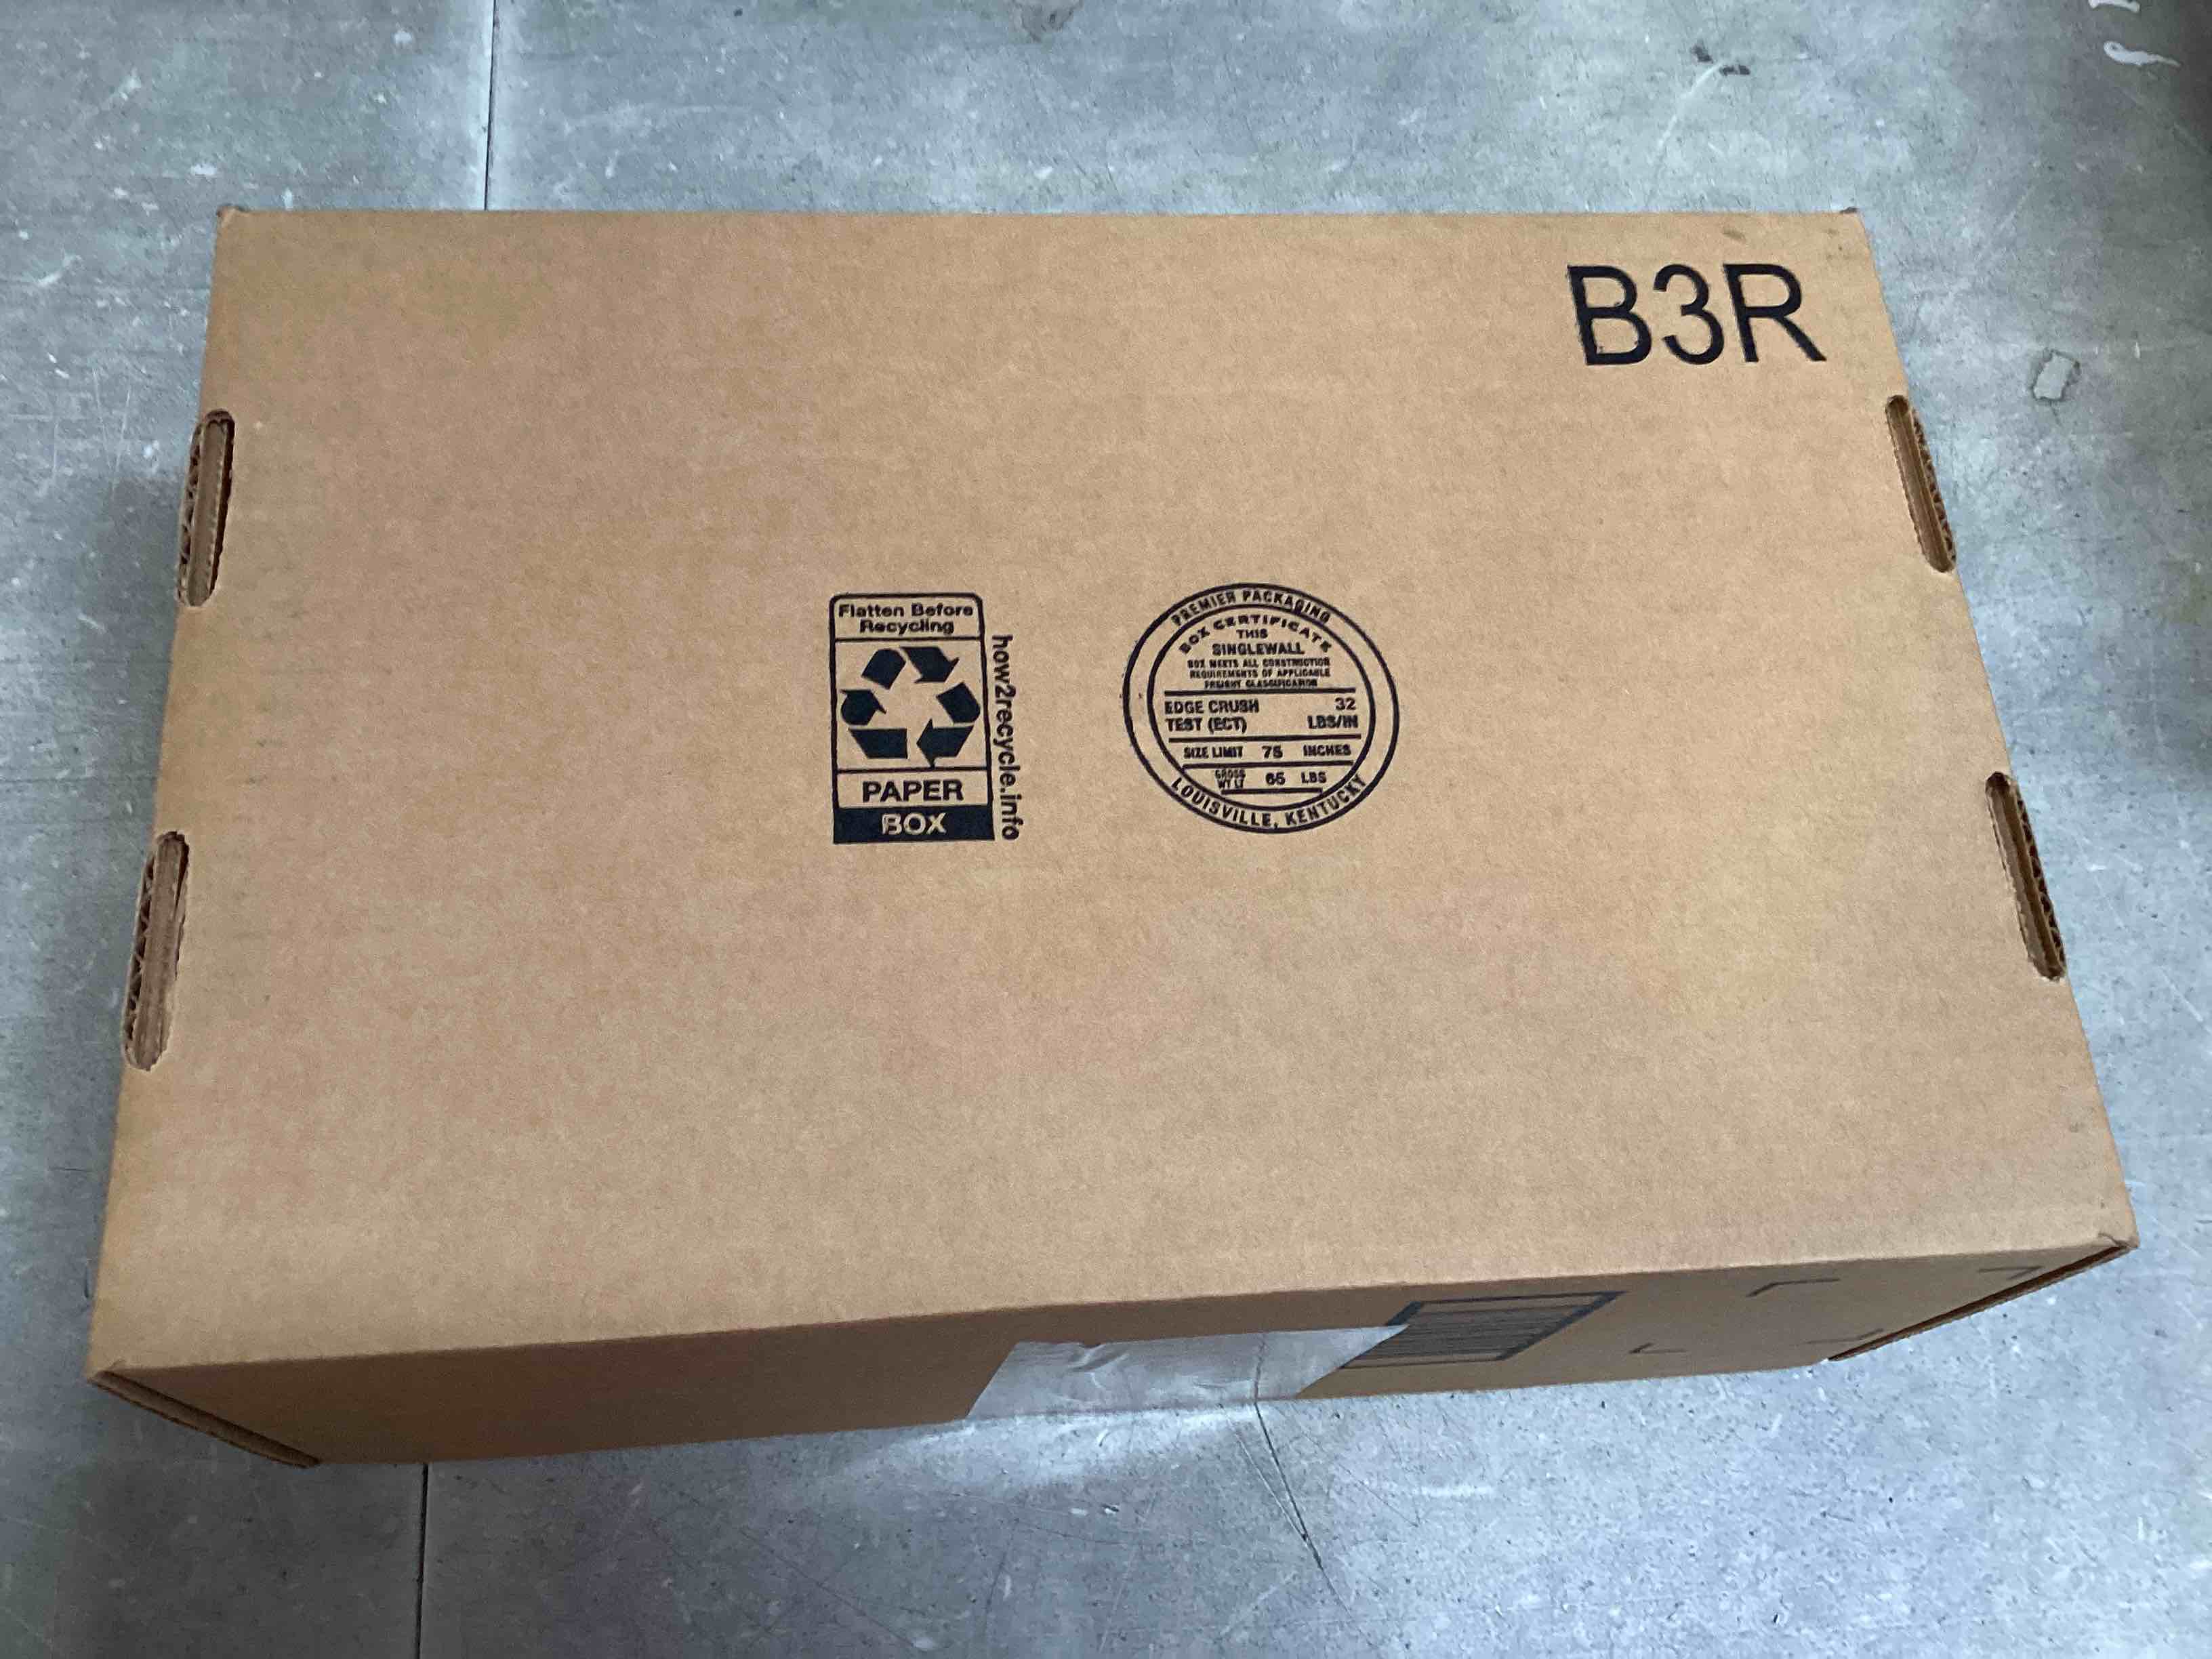 B3R
Flatten Before
Recycling
PAPER
BOX
how2recycle.info
PREMIER PACKAGING
BOX CERTIFICATE
THIS
SINGLEWALL
BOX MEETS ALL CONSTRUCTION
REQUIREMENTS OF APPLICABLE
FREIGHT CLASSIFICATION
EDGE CRUSH 32
TEST (ECT) LBS/IN
SIZE LIMIT 75 INCHES
GROSS
WT LT 65 LBS
LOUISVILLE, KENTUCKY